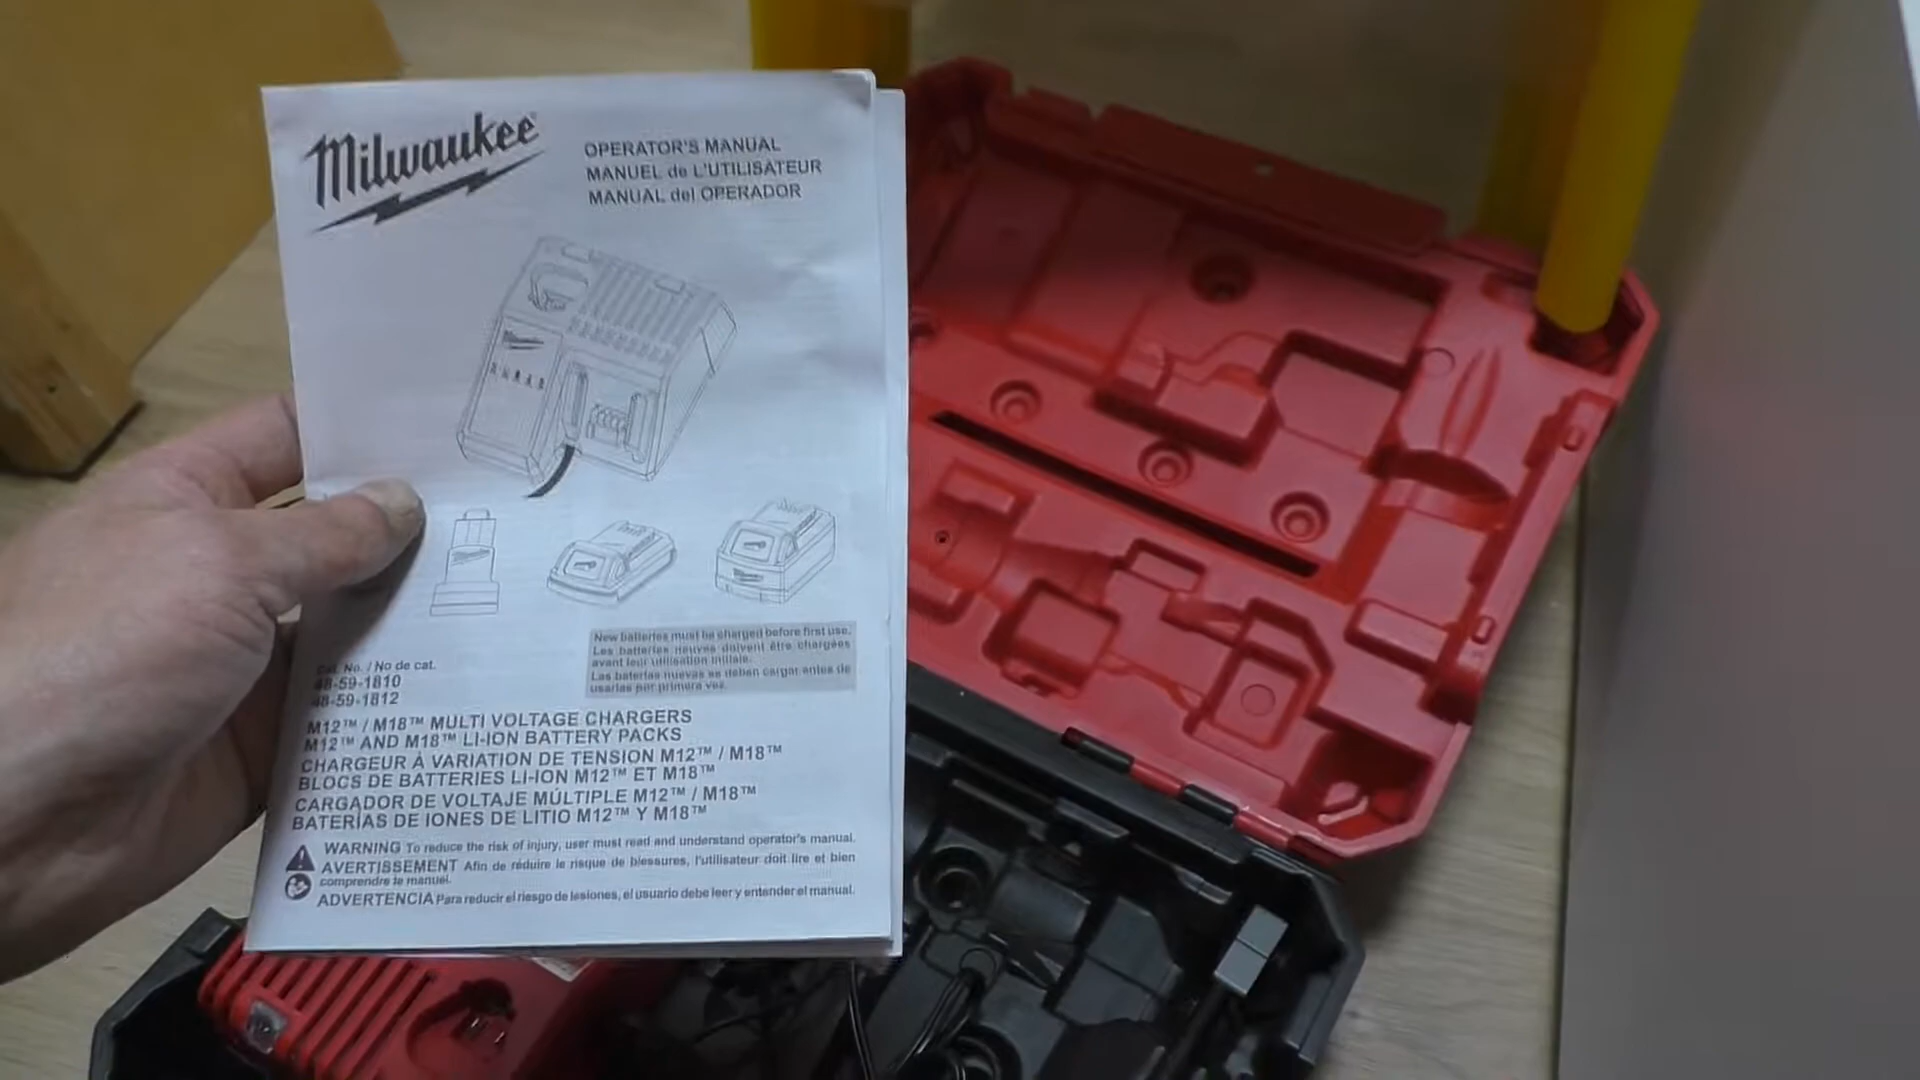 Milwaukee
OPERATOR'S MANUAL
MANUEL de L'UTILISATEUR
MANUAL del OPERADOR
New batteries must be charged before first use.
Les batteries neuves doivent être chargées
avant leur utilisation initiale.
Las baterías nuevas se deben cargar antes de
usarlas por primera vez.
Cat. No. / No de cat.
48-59-1810
48-59-1812
M12™ / M18™ MULTI VOLTAGE CHARGERS
M12™ AND M18™ LI-ION BATTERY PACKS
CHARGEUR À VARIATION DE TENSION M12™ / M18™
BLOCS DE BATTERIES LI-ION M12™ ET M18™
CARGADOR DE VOLTAJE MÚLTIPLE M12™ / M18™
BATERÍAS DE IONES DE LITIO M12™ Y M18™
WARNING To reduce the risk of injury, user must read and understand operator's manual.
AVERTISSEMENT Afin de réduire le risque de blessures, l'utilisateur doit lire et bien
comprendre le manuel.
ADVERTENCIA Para reducir el riesgo de lesiones, el usuario debe leer y entender el manual.